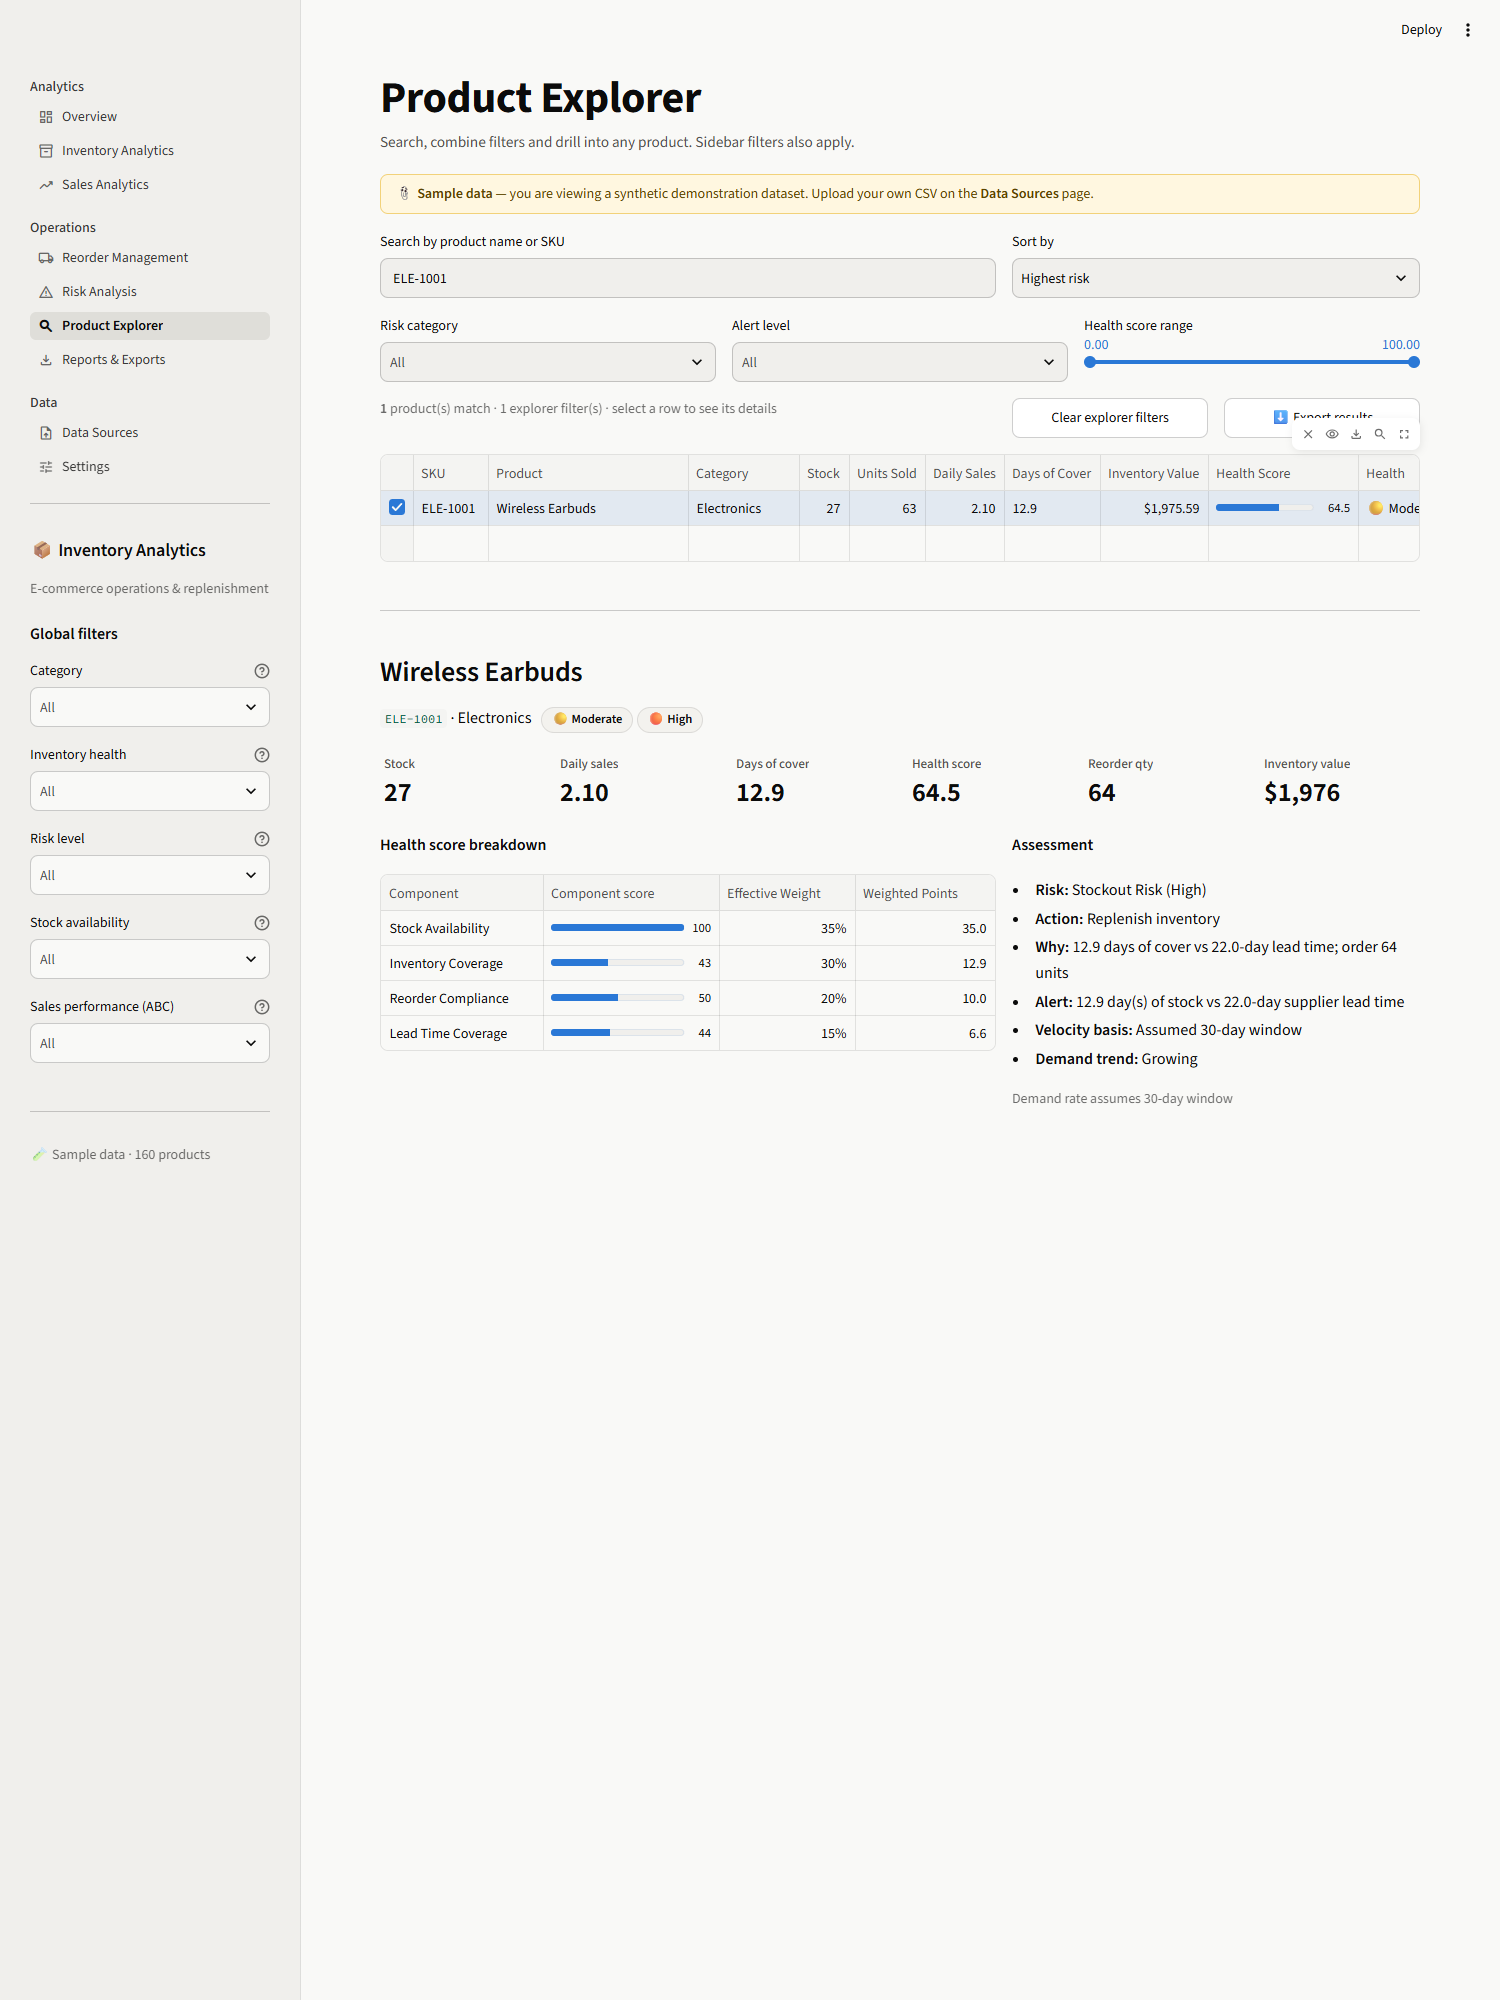 Deploy
Analytics
Overview
Inventory Analytics
Sales Analytics
Operations
Reorder Management
Risk Analysis
Product Explorer
Reports & Exports
Data
Data Sources
Settings
Inventory Analytics
E-commerce operations & replenishment
Global filters
Category
All
Inventory health
All
Risk level
All
Stock availability
All
Sales performance (ABC)
All
Sample data · 160 products
Product Explorer
Search, combine filters and drill into any product. Sidebar filters also apply.
Sample data — you are viewing a synthetic demonstration dataset. Upload your own CSV on the Data Sources page.
Search by product name or SKU
Sort by
ELE-1001
Highest risk
Risk category
Alert level
Health score range
0.00 100.00
All
All
1 product(s) match · 1 explorer filter(s) · select a row to see its details
Clear explorer filters
Export results
SKU Product Category Stock Units Sold Daily Sales Days of Cover Inventory Value Health Score Health
ELE-1001 Wireless Earbuds Electronics 27 63 2.10 12.9 $1,975.59 64.5 Mode
Wireless Earbuds
ELE-1001 · Electronics Moderate High
Stock Daily sales Days of cover Health score Reorder qty Inventory value
27 2.10 12.9 64.5 64 $1,976
Health score breakdown
Component Component score Effective Weight Weighted Points
Stock Availability 100 35% 35.0
Inventory Coverage 43 30% 12.9
Reorder Compliance 50 20% 10.0
Lead Time Coverage 44 15% 6.6
Assessment
• Risk: Stockout Risk (High)
• Action: Replenish inventory
• Why: 12.9 days of cover vs 22.0-day lead time; order 64
units
• Alert: 12.9 day(s) of stock vs 22.0-day supplier lead time
• Velocity basis: Assumed 30-day window
• Demand trend: Growing
Demand rate assumes 30-day window